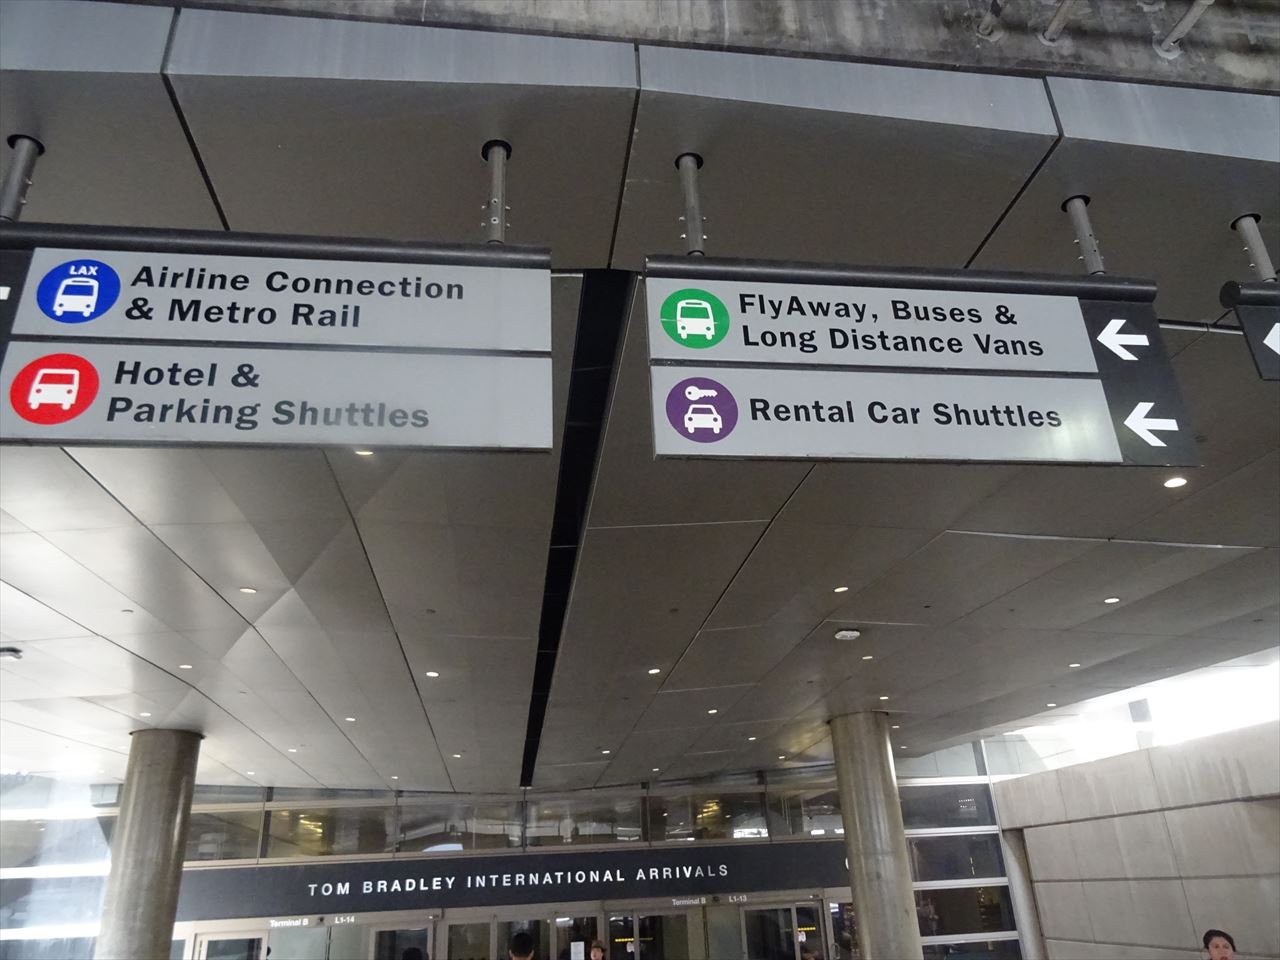 LAX
Airline Connection
& Metro Rail
Hotel &
Parking Shuttles
FlyAway, Buses &
Long Distance Vans
Rental Car Shuttles
TOM BRADLEY INTERNATIONAL ARRIVALS
Terminal B L1-14
Terminal B L1-13